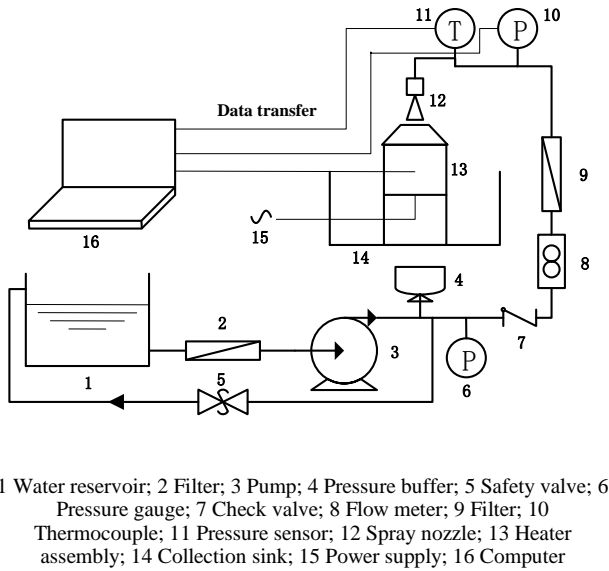 11
10
T
P
12
Data transfer
13
9
16
15
14
8
4
2
3
7
P
1
5
6
1 Water reservoir; 2 Filter; 3 Pump; 4 Pressure buffer; 5 Safety valve; 6
Pressure gauge; 7 Check valve; 8 Flow meter; 9 Filter; 10
Thermocouple; 11 Pressure sensor; 12 Spray nozzle; 13 Heater
assembly; 14 Collection sink; 15 Power supply; 16 Computer